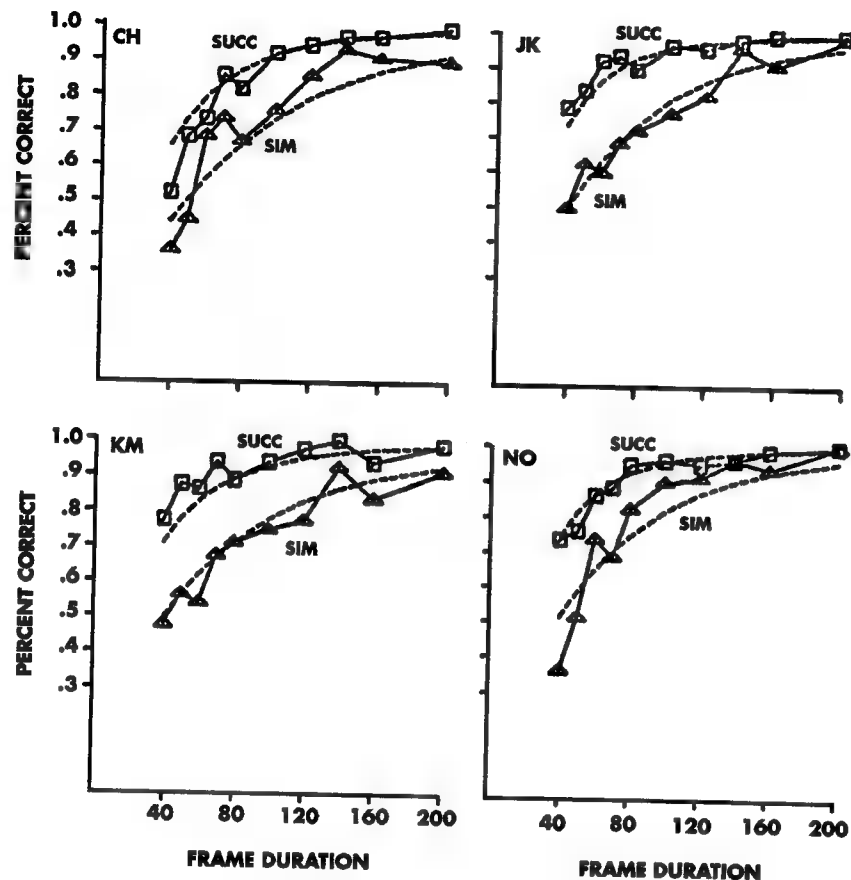 1.0
.9
.8
.7
.6
.5
.4
.3
PERCENT CORRECT
CH
SUCC
SIM
JK
SUCC
SIM
1.0
.9
.8
.7
.6
.5
.4
.3
PERCENT CORRECT
KM
SUCC
SIM
40 80 120 160 200
FRAME DURATION
NO
SUCC
SIM
40 80 120 160 200
FRAME DURATION